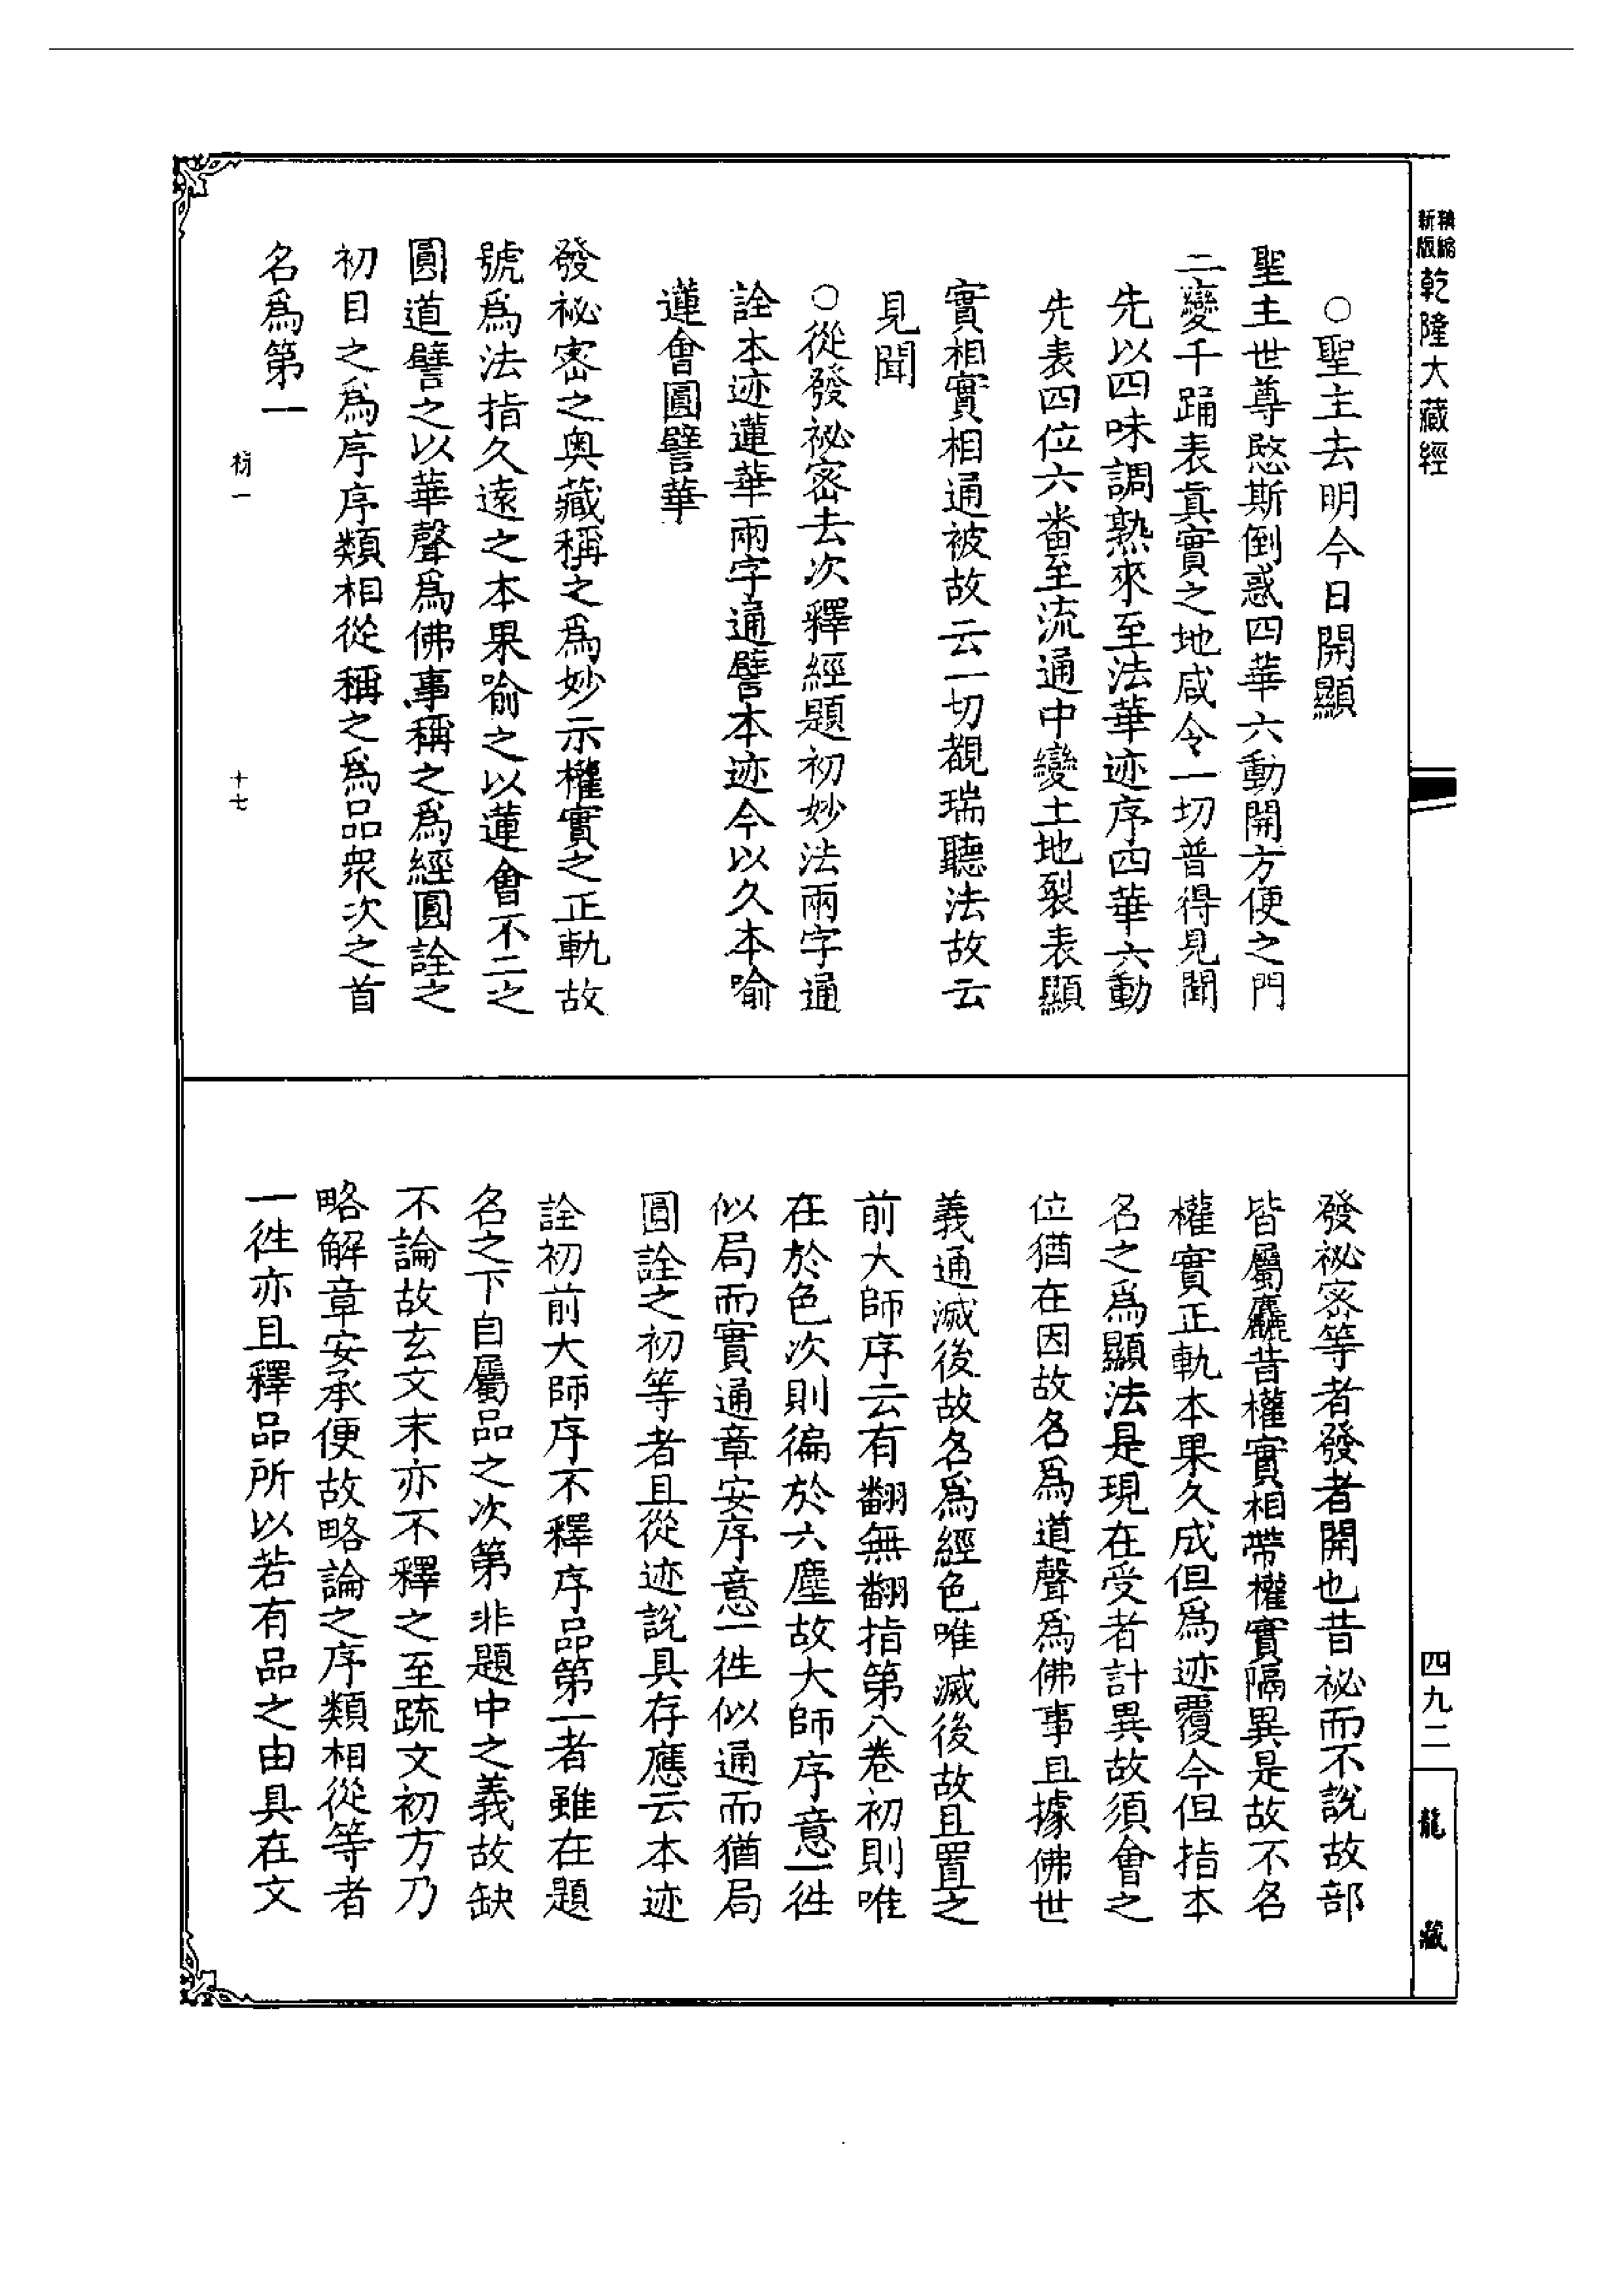 精縮
新版
乾隆大藏經
四九二
龍藏
○聖主去明今日開顯
聖主世尊愍斯倒惑四華六動開方便之門
二變千踊表眞實之地咸令一切普得見聞
先以四味調熟來至法華迹序四華六動
先表四位六番至流通中變土地裂表顯
實相實相通被故云一切覩瑞聽法故云
見聞
○從發祕密去次釋經題初妙法兩字通
詮本迹蓮華兩字通譬本迹今以久本喻
蓮會圓譬華
發祕密之奧藏稱之爲妙示權實之正軌故
號爲法指久遠之本果喻之以蓮會不二之
圓道譬之以華聲爲佛事稱之爲經圓詮之
初目之爲序序類相從稱之爲品衆次之首
名爲第一
十七
發祕密等者發者開也昔祕而不說故部
皆屬麤昔權實相帶權實隔異是故不名
權實正軌本果久成但爲迹覆今但指本
名之爲顯法是現在受者計異故須會之
位猶在因故名爲道聲爲佛事且據佛世
義通滅後故名爲經色唯滅後故且置之
前大師序云有翻無翻指第八卷初則唯
在於色次則徧於六塵故大師序意一徃
似局而實通章安序意一徃似通而猶局
圓詮之初等者且從迹說具存應云本迹
詮初前大師序不釋序品第一者雖在題
名之下自屬品之次第非題中之義故缺
不論故玄文末亦不釋之至疏文初方乃
略解章安承便故略論之序類相從等者
一徃亦且釋品所以若有品之由具在文